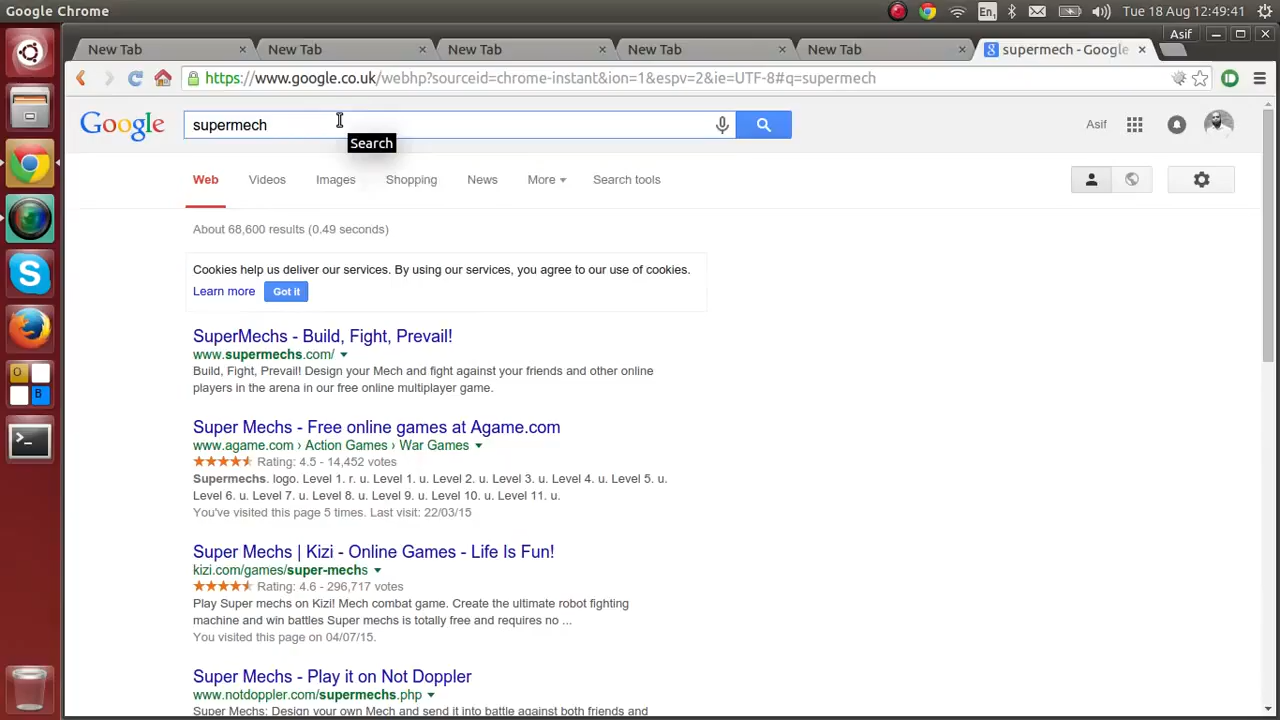 Google Chrome
En1
Tue 18 Aug 12:49:41
New Tab
New Tab
New Tab
New Tab
New Tab
supermech - Google
Asif
https://www.google.co.uk/webhp?sourceid=chrome-instant&ion=1&espv=2&ie=UTF-8#q=supermech
Google
supermech
Asif
Search
Web
Videos
Images
Shopping
News
More
Search tools
About 68,600 results (0.49 seconds)
Cookies help us deliver our services. By using our services, you agree to our use of cookies.
Learn more
Got it
SuperMechs - Build, Fight, Prevail!
www.supermechs.com/
Build, Fight, Prevail! Design your Mech and fight against your friends and other online
players in the arena in our free online multiplayer game.
Super Mechs - Free online games at Agame.com
www.agame.com › Action Games › War Games
Rating: 4.5 - 14,452 votes
Supermechs. logo. Level 1. r. u. Level 1. u. Level 2. u. Level 3. u. Level 4. u. Level 5. u.
Level 6. u. Level 7. u. Level 8. u. Level 9. u. Level 10. u. Level 11. u.
You've visited this page 5 times. Last visit: 22/03/15
Super Mechs | Kizi - Online Games - Life Is Fun!
kizi.com/games/super-mechs
Rating: 4.6 - 296,717 votes
Play Super mechs on Kizi! Mech combat game. Create the ultimate robot fighting
machine and win battles Super mechs is totally free and requires no ...
You visited this page on 04/07/15.
Super Mechs - Play it on Not Doppler
www.notdoppler.com/supermechs.php
Super Mechs: Design your own Mech and send it into battle against both friends and
S
O
B
>_